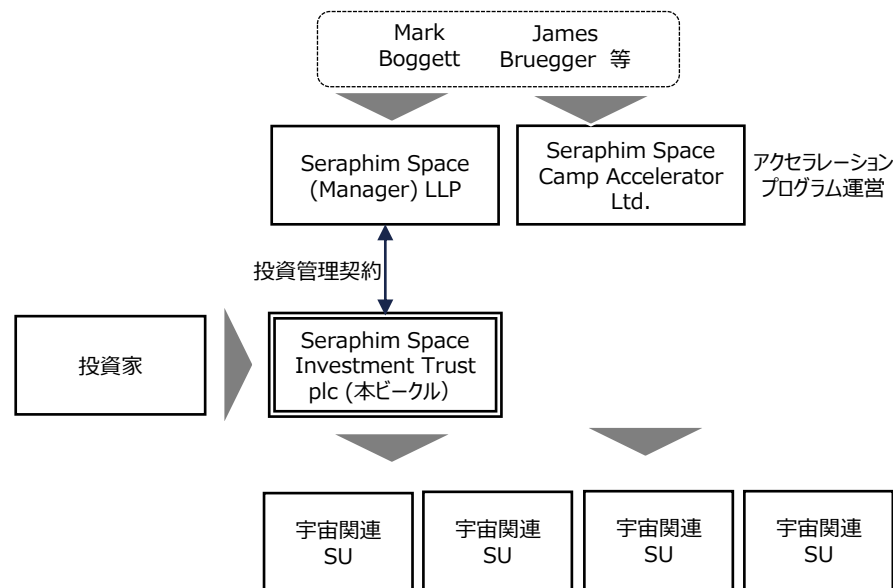 Mark
Boggett
James
Bruegger 等
Seraphim Space
(Manager) LLP
Seraphim Space
Camp Accelerator
Ltd.
アクセラレーション
プログラム運営
投資管理契約
投資家
Seraphim Space
Investment Trust
plc (本ビークル）
宇宙関連
SU
宇宙関連
SU
宇宙関連
SU
宇宙関連
SU